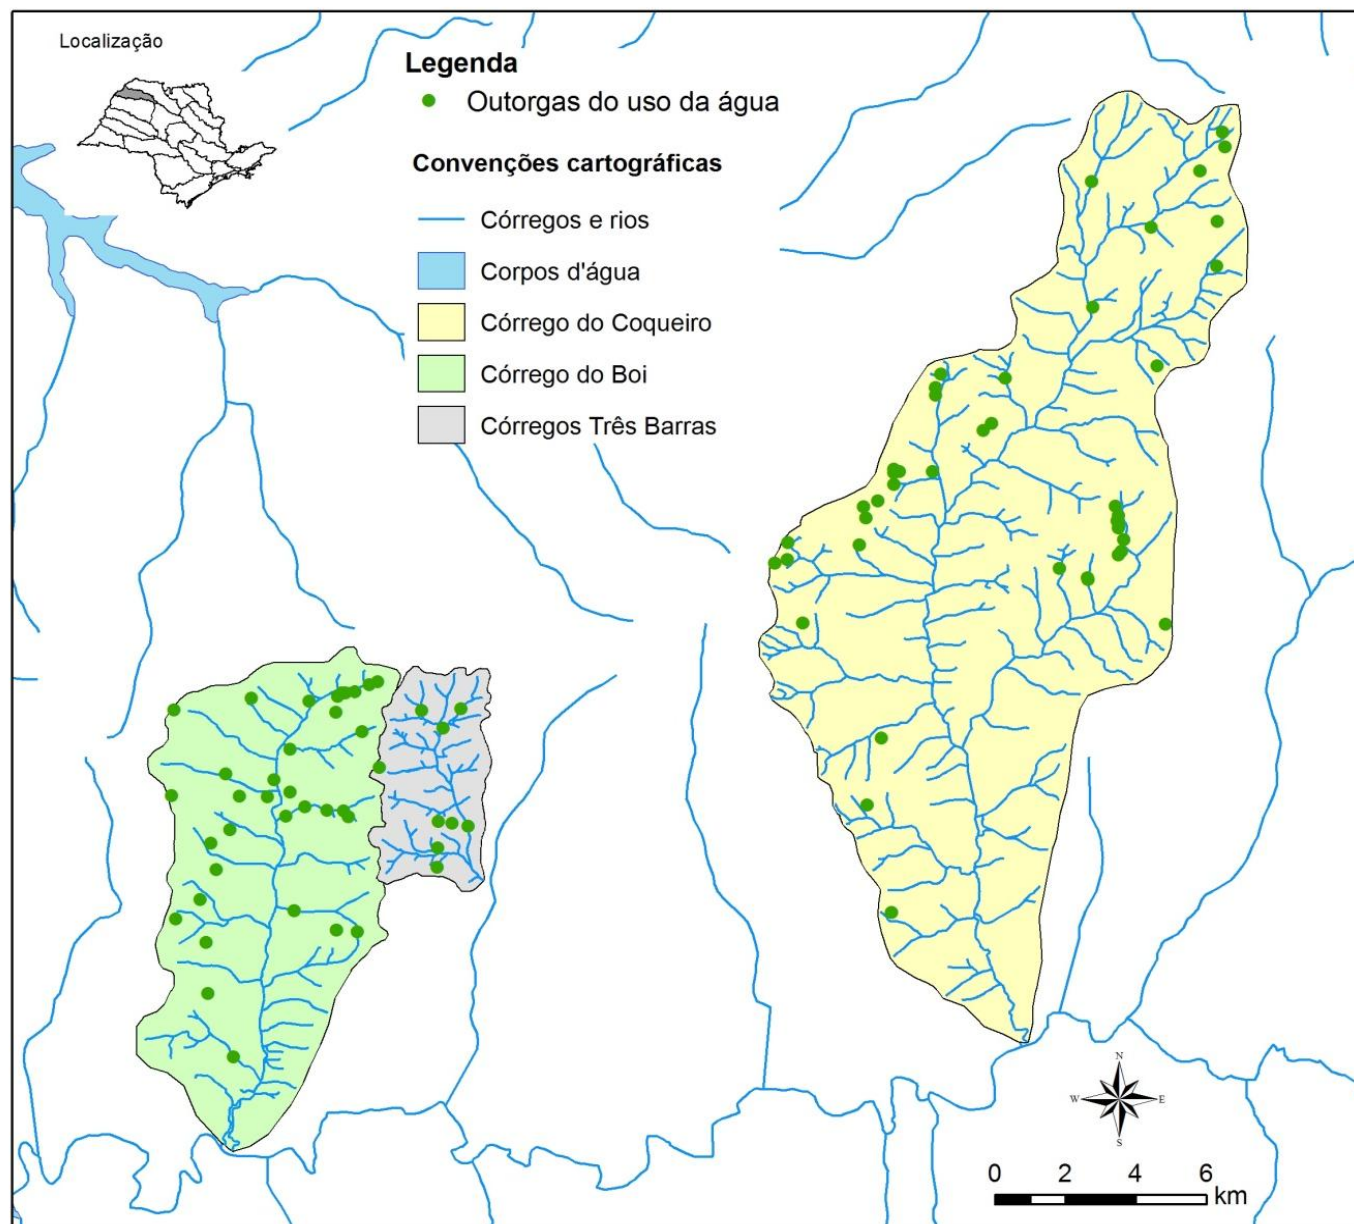 Localização
Legenda
Outorgas do uso da água
Convenções cartográficas
Córregos e rios
Corpos d'água
Córrego do Coqueiro
Córrego do Boi
Córregos Três Barras
N
W E
S
0 2 4 6
km